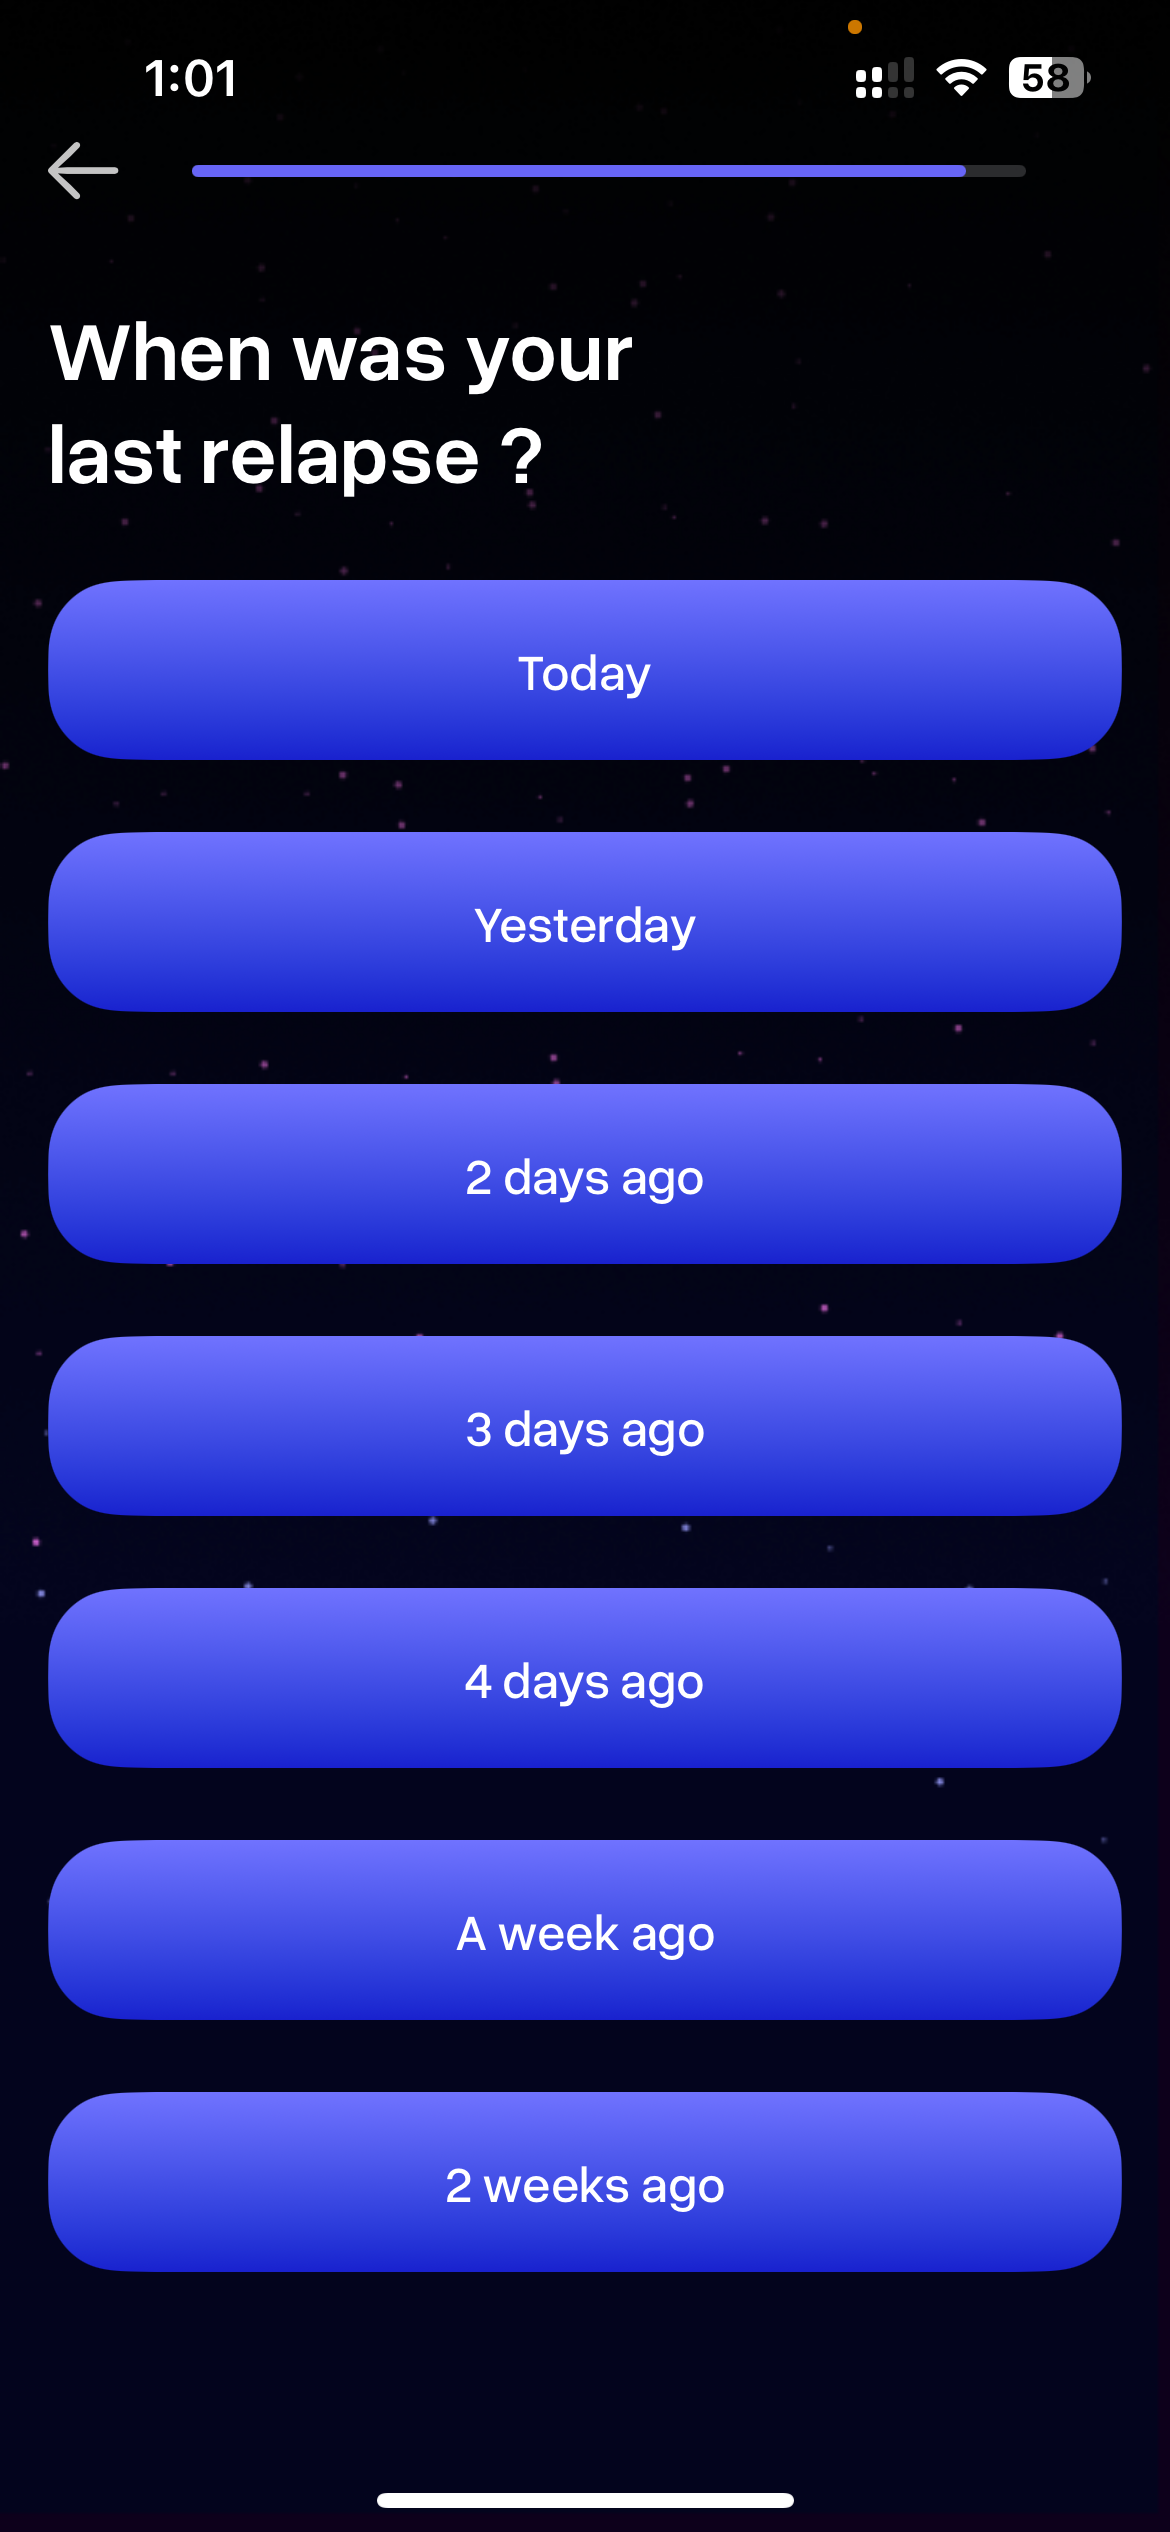 1:01
58
When was your
last relapse ?
Today
Yesterday
2 days ago
3 days ago
4 days ago
A week ago
2 weeks ago